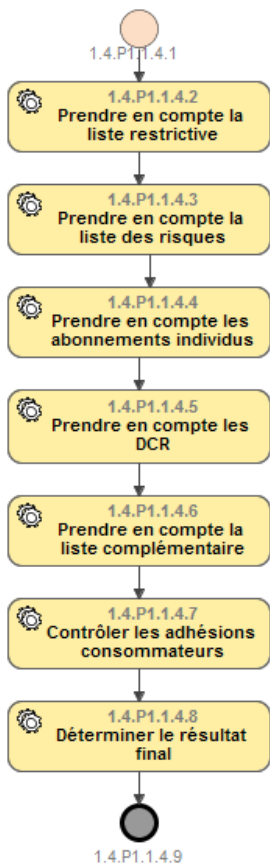 1.4.P1.1.4.1
1.4.P1.1.4.2
Prendre en compte la
liste restrictive
1.4.P1.1.4.3
Prendre en compte la
liste des risques
1.4.P1.1.4.4
Prendre en compte les
abonnements individus
1.4.P1.1.4.5
Prendre en compte les
DCR
1.4.P1.1.4.6
Prendre en compte la
liste complémentaire
1.4.P1.1.4.7
Contrôler les adhésions
consommateurs
1.4.P1.1.4.8
Déterminer le résultat
final
1.4.P1.1.4.9